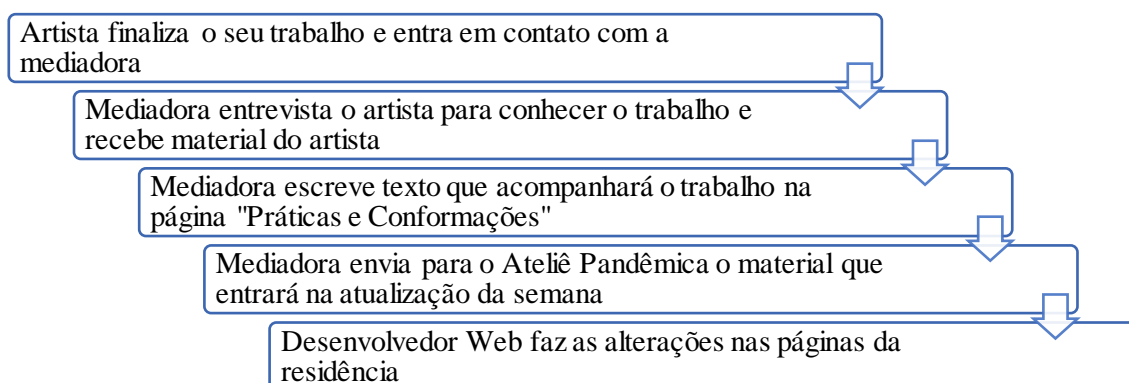 Artista finaliza o seu trabalho e entra em contato com a
mediadora
Mediadora entrevista o artista para conhecer o trabalho e
recebe material do artista
Mediadora escreve texto que acompanhará o trabalho na
página "Práticas e Conformações"
Mediadora envia para o Ateliê Pandêmica o material que
entrará na atualização da semana
Desenvolvedor Web faz as alterações nas páginas da
residência